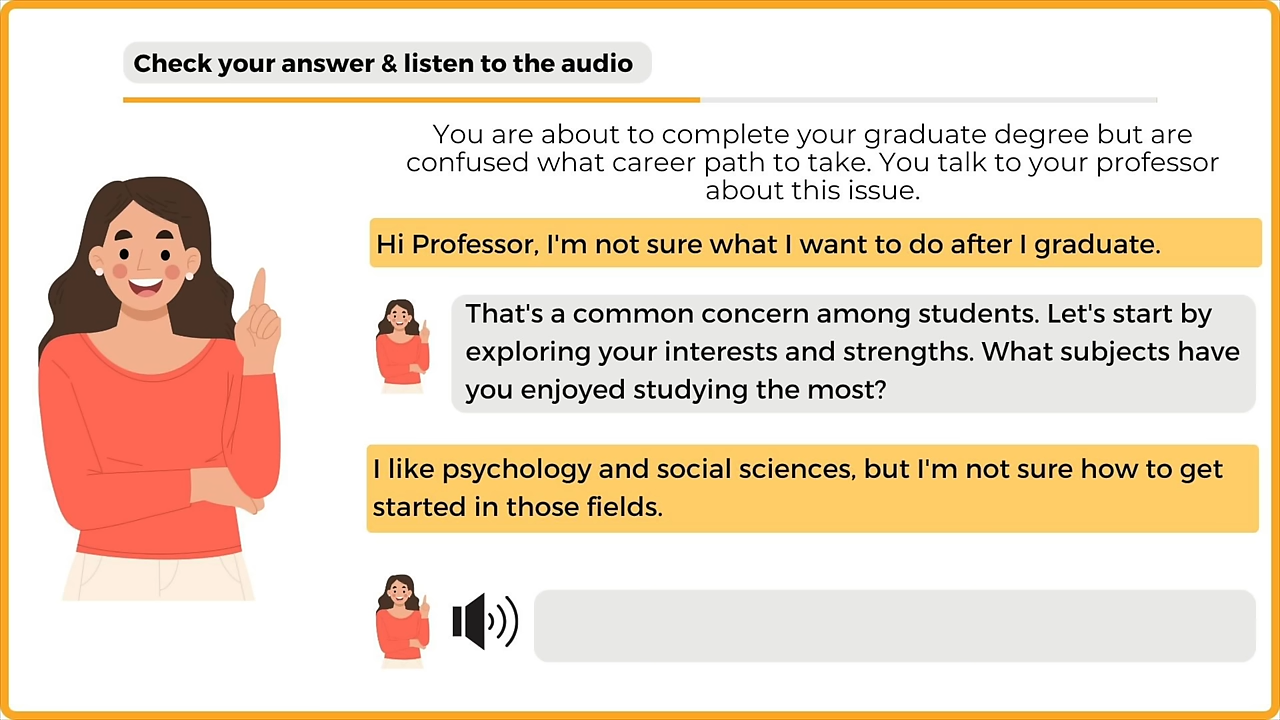 Check your answer & listen to the audio
You are about to complete your graduate degree but are
confused what career path to take. You talk to your professor
about this issue.
Hi Professor, I'm not sure what I want to do after I graduate.
That's a common concern among students. Let's start by
exploring your interests and strengths. What subjects have
you enjoyed studying the most?
I like psychology and social sciences, but I'm not sure how to get
started in those fields.